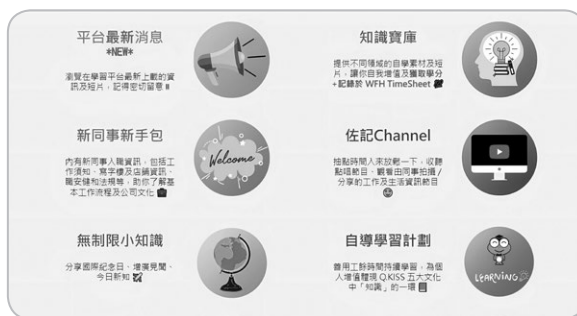 平台最新消息
*NEW*
瀏覽在學習平台最新上載的資
訊及短片，記得密切留意
知識寶庫
提供不同領域的自學素材及短
片，讓你自我增值及獲取學分
+記錄於 WFH TimeSheet
新同事新手包
內有新同事入職資訊，包括工
作須知、寫字樓及店舖資訊、
職安健和法規等，助你了解基
本工作流程及公司文化
Welcome
佐記Channel
抽點時間入來放鬆一下，收聽
點唔節目、觀看由同事拍攝/
分享的工作及生活資訊節目
無制限小知識
分享國際紀念日、增廣見聞、
今日新知
自導學習計劃
善用工餘時間持續學習，為個
人增值體現 Q.KISS 五大文化
中「知識」的一環
LEARNING